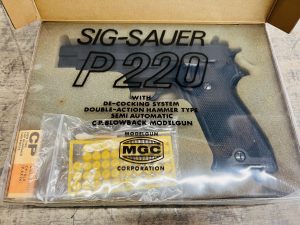 SIG-SAUER
P220
WITH
DE-COCKING SYSTEM
DOUBLE-ACTION HAMMER TYPE
SEMI AUTOMATIC
C.P. BLOWBACK MODELGUN
MODELGUN
MGC
CORPORATION
CP